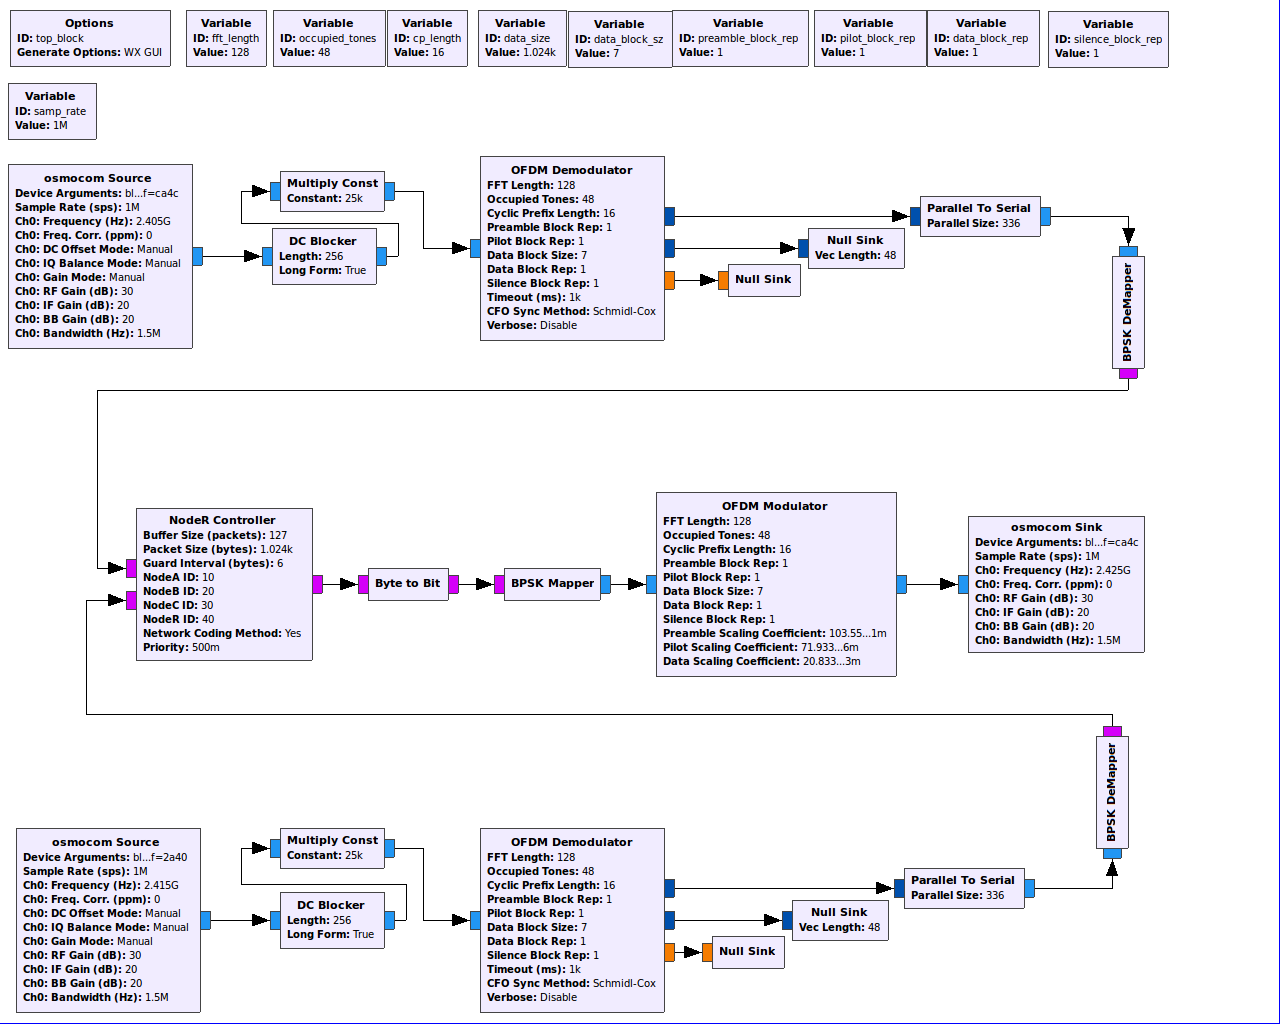 Options
ID: top_block
Generate Options: WX GUI
Variable
ID: fft_length
Value: 128
Variable
ID: occupied_tones
Value: 48
Variable
ID: cp_length
Value: 16
Variable
ID: data_size
Value: 1.024k
Variable
ID: data_block_sz
Value: 7
Variable
ID: preamble_block_rep
Value: 1
Variable
ID: pilot_block_rep
Value: 1
Variable
ID: data_block_rep
Value: 1
Variable
ID: silence_block_rep
Value: 1
Variable
ID: samp_rate
Value: 1M
osmocom Source
Device Arguments: bl...f=ca4c
Sample Rate (sps): 1M
Ch0: Frequency (Hz): 2.405G
Ch0: Freq. Corr. (ppm): 0
Ch0: DC Offset Mode: Manual
Ch0: IQ Balance Mode: Manual
Ch0: Gain Mode: Manual
Ch0: RF Gain (dB): 30
Ch0: IF Gain (dB): 20
Ch0: BB Gain (dB): 20
Ch0: Bandwidth (Hz): 1.5M
Multiply Const
Constant: 25k
DC Blocker
Length: 256
Long Form: True
OFDM Demodulator
FFT Length: 128
Occupied Tones: 48
Cyclic Prefix Length: 16
Preamble Block Rep: 1
Pilot Block Rep: 1
Data Block Size: 7
Data Block Rep: 1
Silence Block Rep: 1
Timeout (ms): 1k
CFO Sync Method: Schmidl-Cox
Verbose: Disable
Parallel To Serial
Parallel Size: 336
Null Sink
Vec Length: 48
Null Sink
BPSK DeMapper
NodeR Controller
Buffer Size (packets): 127
Packet Size (bytes): 1.024k
Guard Interval (bytes): 6
NodeA ID: 10
NodeB ID: 20
NodeC ID: 30
NodeR ID: 40
Network Coding Method: Yes
Priority: 500m
Byte to Bit
BPSK Mapper
OFDM Modulator
FFT Length: 128
Occupied Tones: 48
Cyclic Prefix Length: 16
Preamble Block Rep: 1
Pilot Block Rep: 1
Data Block Size: 7
Data Block Rep: 1
Silence Block Rep: 1
Preamble Scaling Coefficient: 103.55...1m
Pilot Scaling Coefficient: 71.933...6m
Data Scaling Coefficient: 20.833...3m
osmocom Sink
Device Arguments: bl...f=ca4c
Sample Rate (sps): 1M
Ch0: Frequency (Hz): 2.425G
Ch0: Freq. Corr. (ppm): 0
Ch0: RF Gain (dB): 30
Ch0: IF Gain (dB): 20
Ch0: BB Gain (dB): 20
Ch0: Bandwidth (Hz): 1.5M
BPSK DeMapper
osmocom Source
Device Arguments: bl...f=2a40
Sample Rate (sps): 1M
Ch0: Frequency (Hz): 2.415G
Ch0: Freq. Corr. (ppm): 0
Ch0: DC Offset Mode: Manual
Ch0: IQ Balance Mode: Manual
Ch0: Gain Mode: Manual
Ch0: RF Gain (dB): 30
Ch0: IF Gain (dB): 20
Ch0: BB Gain (dB): 20
Ch0: Bandwidth (Hz): 1.5M
Multiply Const
Constant: 25k
DC Blocker
Length: 256
Long Form: True
OFDM Demodulator
FFT Length: 128
Occupied Tones: 48
Cyclic Prefix Length: 16
Preamble Block Rep: 1
Pilot Block Rep: 1
Data Block Size: 7
Data Block Rep: 1
Silence Block Rep: 1
Timeout (ms): 1k
CFO Sync Method: Schmidl-Cox
Verbose: Disable
Parallel To Serial
Parallel Size: 336
Null Sink
Vec Length: 48
Null Sink